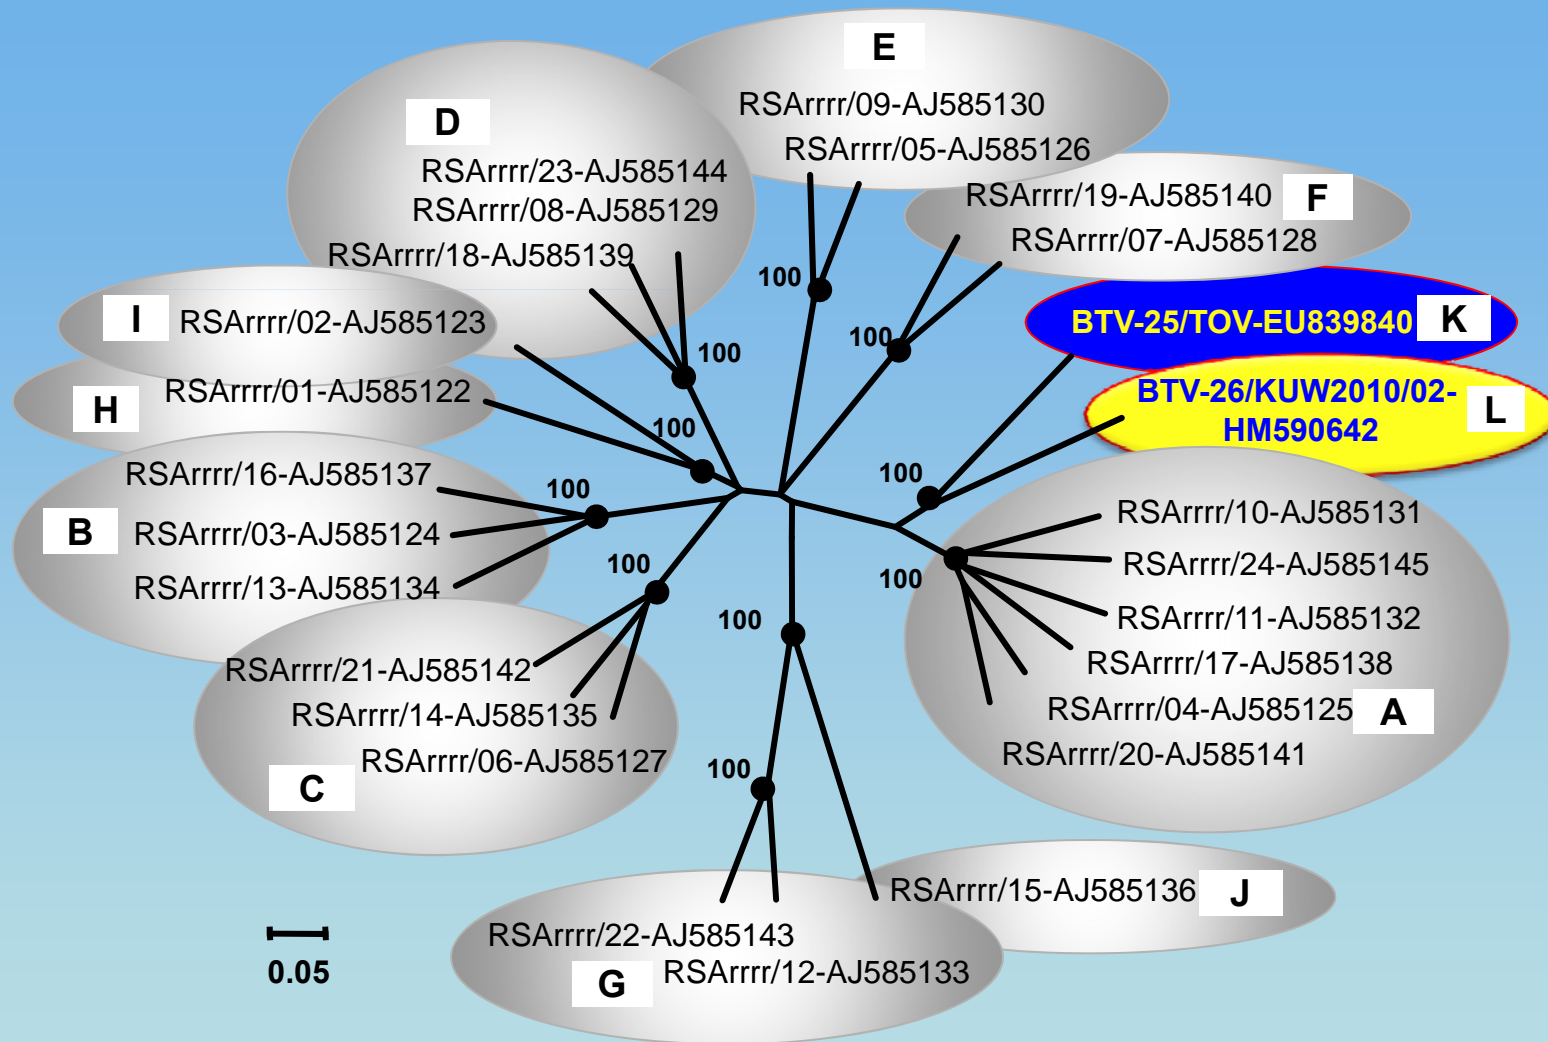 E
RSArrrr/09-AJ585130
RSArrrr/05-AJ585126
D
RSArrrr/23-AJ585144
RSArrrr/08-AJ585129
RSArrrr/18-AJ585139
RSArrrr/19-AJ585140
F
RSArrrr/07-AJ585128
I
RSArrrr/02-AJ585123
BTV-25/TOV-EU839840
K
H
RSArrrr/01-AJ585122
BTV-26/KUW2010/02-
HM590642
L
100
100
100
100
100
100
100
100
100
100
B
RSArrrr/16-AJ585137
RSArrrr/03-AJ585124
RSArrrr/13-AJ585134
RSArrrr/10-AJ585131
RSArrrr/24-AJ585145
RSArrrr/11-AJ585132
RSArrrr/17-AJ585138
RSArrrr/04-AJ585125
A
RSArrrr/20-AJ585141
RSArrrr/21-AJ585142
RSArrrr/14-AJ585135
RSArrrr/06-AJ585127
C
RSArrrr/15-AJ585136
J
RSArrrr/22-AJ585143
G
RSArrrr/12-AJ585133
0.05